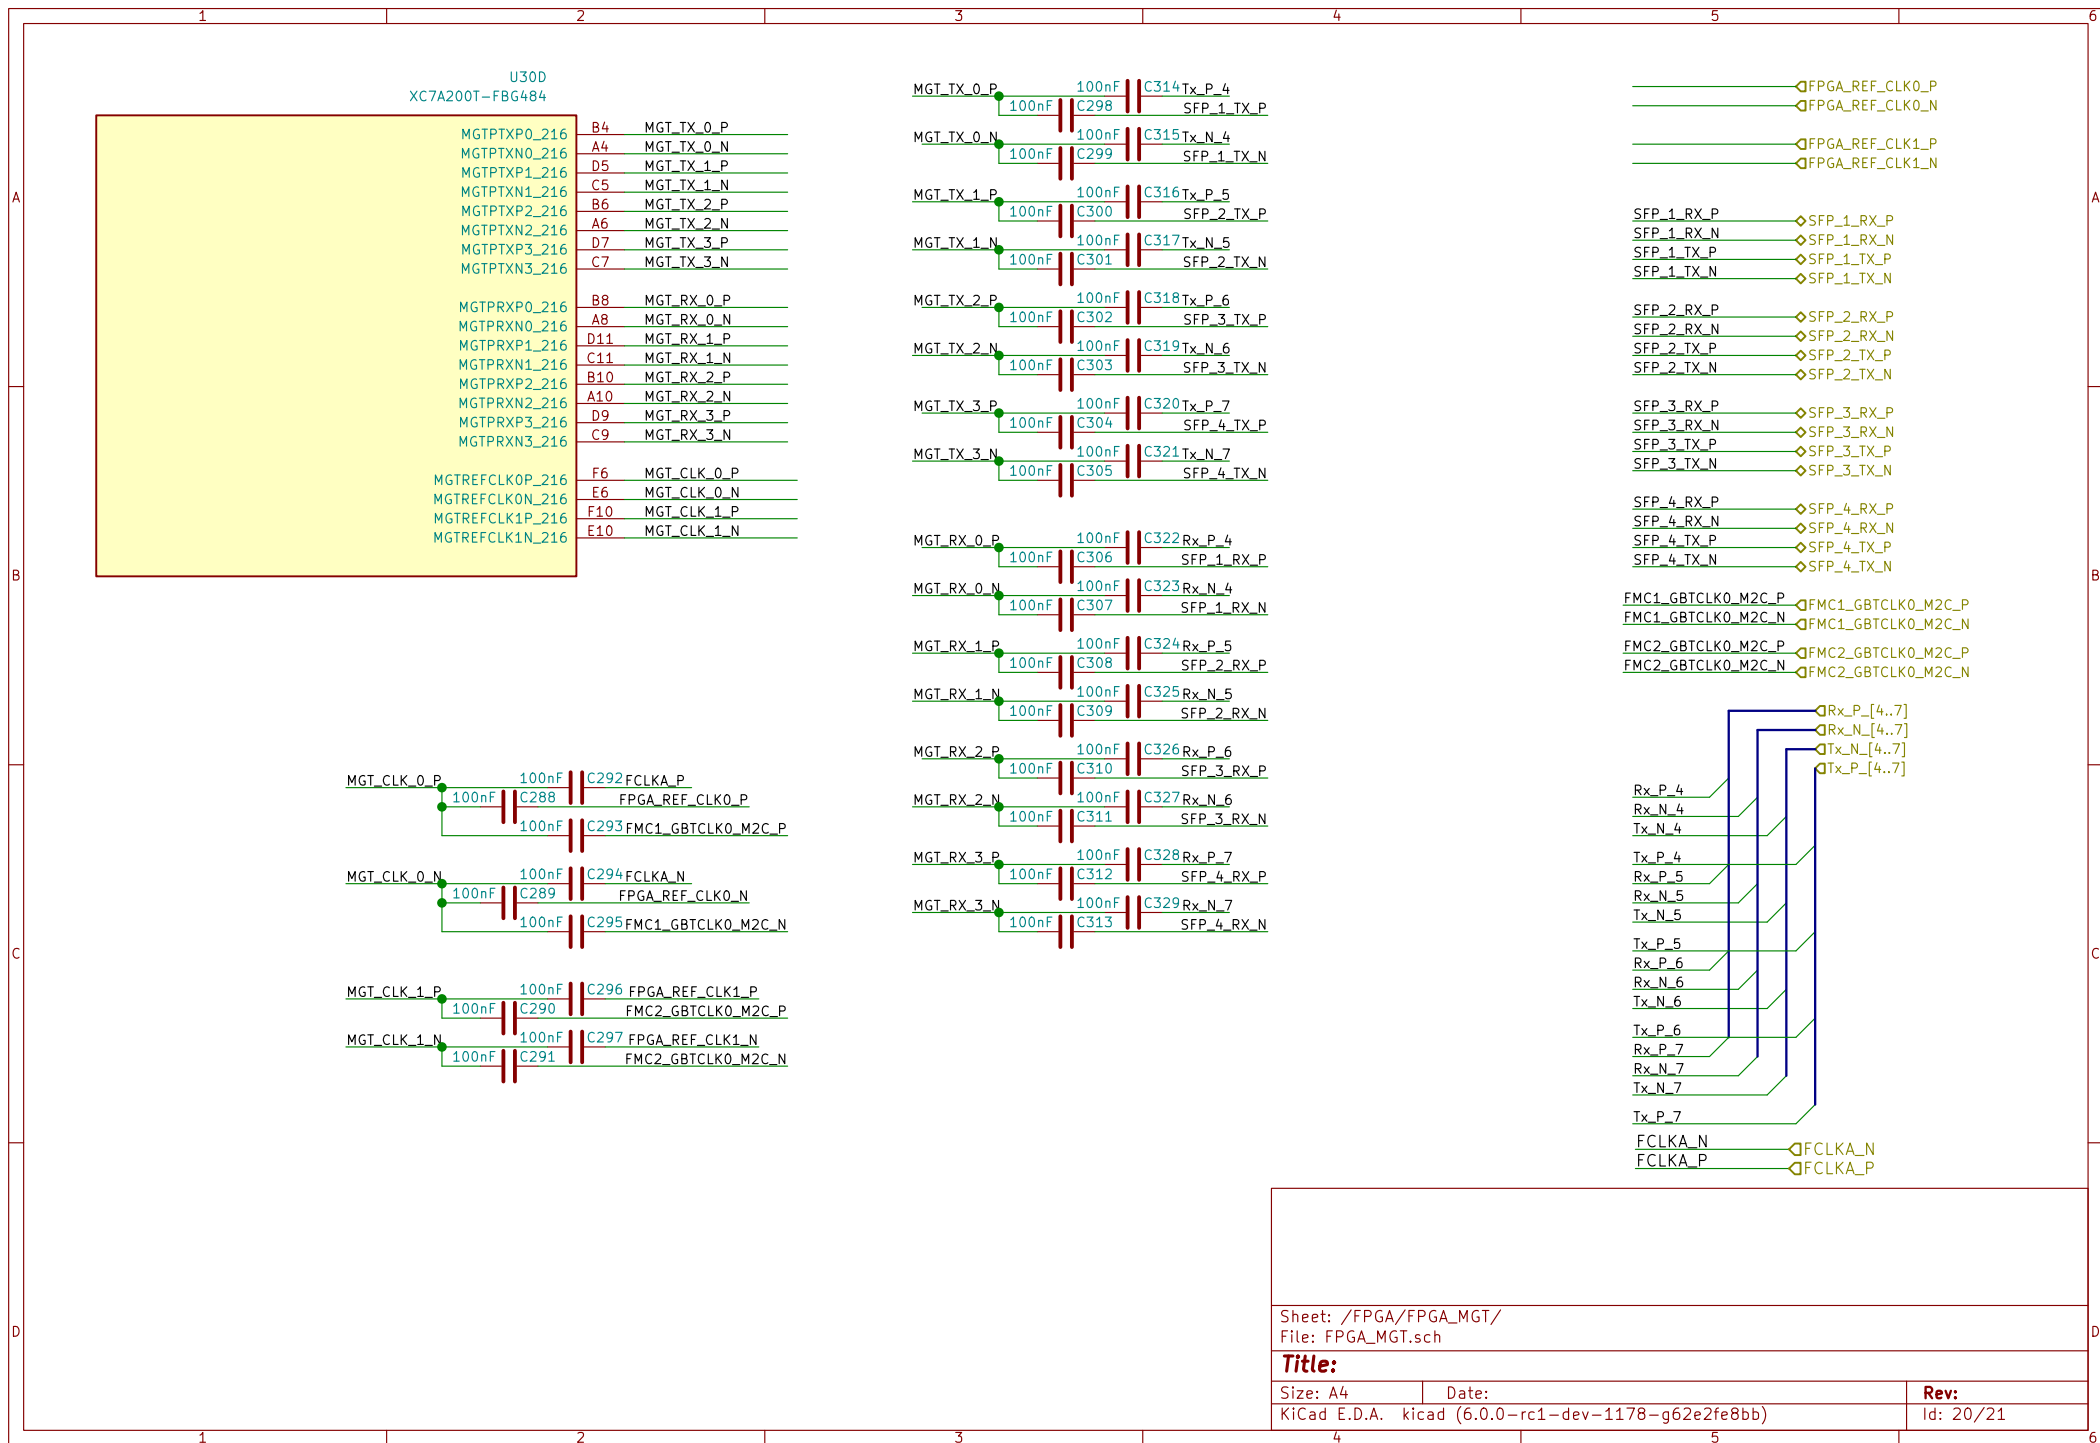 1 2 3 4 5 6
U30D
XC7A200T-FBG484
MGTPTXP0_216 B4 MGT_TX_0_P
MGTPTXN0_216 A4 MGT_TX_0_N
MGTPTXP1_216 D5 MGT_TX_1_P
MGTPTXN1_216 C5 MGT_TX_1_N
MGTPTXP2_216 B6 MGT_TX_2_P
MGTPTXN2_216 A6 MGT_TX_2_N
MGTPTXP3_216 D7 MGT_TX_3_P
MGTPTXN3_216 C7 MGT_TX_3_N
MGTPRXP0_216 B8 MGT_RX_0_P
MGTPRXN0_216 A8 MGT_RX_0_N
MGTPRXP1_216 D11 MGT_RX_1_P
MGTPRXN1_216 C11 MGT_RX_1_N
MGTPRXP2_216 B10 MGT_RX_2_P
MGTPRXN2_216 A10 MGT_RX_2_N
MGTPRXP3_216 D9 MGT_RX_3_P
MGTPRXN3_216 C9 MGT_RX_3_N
MGTREFCLK0P_216 F6 MGT_CLK_0_P
MGTREFCLK0N_216 E6 MGT_CLK_0_N
MGTREFCLK1P_216 F10 MGT_CLK_1_P
MGTREFCLK1N_216 E10 MGT_CLK_1_N
MGT_CLK_0_P 100nF C292 FCLKA_P
100nF C288 FPGA_REF_CLK0_P
100nF C293 FMC1_GBTCLK0_M2C_P
MGT_CLK_0_N 100nF C294 FCLKA_N
100nF C289 FPGA_REF_CLK0_N
100nF C295 FMC1_GBTCLK0_M2C_N
MGT_CLK_1_P 100nF C296 FPGA_REF_CLK1_P
100nF C290 FMC2_GBTCLK0_M2C_P
MGT_CLK_1_N 100nF C297 FPGA_REF_CLK1_N
100nF C291 FMC2_GBTCLK0_M2C_N
MGT_TX_0_P 100nF C314 Tx_P_4
100nF C298 SFP_1_TX_P
MGT_TX_0_N 100nF C315 Tx_N_4
100nF C299 SFP_1_TX_N
MGT_TX_1_P 100nF C316 Tx_P_5
100nF C300 SFP_2_TX_P
MGT_TX_1_N 100nF C317 Tx_N_5
100nF C301 SFP_2_TX_N
MGT_TX_2_P 100nF C318 Tx_P_6
100nF C302 SFP_3_TX_P
MGT_TX_2_N 100nF C319 Tx_N_6
100nF C303 SFP_3_TX_N
MGT_TX_3_P 100nF C320 Tx_P_7
100nF C304 SFP_4_TX_P
MGT_TX_3_N 100nF C321 Tx_N_7
100nF C305 SFP_4_TX_N
MGT_RX_0_P 100nF C322 Rx_P_4
100nF C306 SFP_1_RX_P
MGT_RX_0_N 100nF C323 Rx_N_4
100nF C307 SFP_1_RX_N
MGT_RX_1_P 100nF C324 Rx_P_5
100nF C308 SFP_2_RX_P
MGT_RX_1_N 100nF C325 Rx_N_5
100nF C309 SFP_2_RX_N
MGT_RX_2_P 100nF C326 Rx_P_6
100nF C310 SFP_3_RX_P
MGT_RX_2_N 100nF C327 Rx_N_6
100nF C311 SFP_3_RX_N
MGT_RX_3_P 100nF C328 Rx_P_7
100nF C312 SFP_4_RX_P
MGT_RX_3_N 100nF C329 Rx_N_7
100nF C313 SFP_4_RX_N
FPGA_REF_CLK0_P
FPGA_REF_CLK0_N
FPGA_REF_CLK1_P
FPGA_REF_CLK1_N
SFP_1_RX_P SFP_1_RX_P
SFP_1_RX_N SFP_1_RX_N
SFP_1_TX_P SFP_1_TX_P
SFP_1_TX_N SFP_1_TX_N
SFP_2_RX_P SFP_2_RX_P
SFP_2_RX_N SFP_2_RX_N
SFP_2_TX_P SFP_2_TX_P
SFP_2_TX_N SFP_2_TX_N
SFP_3_RX_P SFP_3_RX_P
SFP_3_RX_N SFP_3_RX_N
SFP_3_TX_P SFP_3_TX_P
SFP_3_TX_N SFP_3_TX_N
SFP_4_RX_P SFP_4_RX_P
SFP_4_RX_N SFP_4_RX_N
SFP_4_TX_P SFP_4_TX_P
SFP_4_TX_N SFP_4_TX_N
FMC1_GBTCLK0_M2C_P FMC1_GBTCLK0_M2C_P
FMC1_GBTCLK0_M2C_N FMC1_GBTCLK0_M2C_N
FMC2_GBTCLK0_M2C_P FMC2_GBTCLK0_M2C_P
FMC2_GBTCLK0_M2C_N FMC2_GBTCLK0_M2C_N
Rx_P_[4..7]
Rx_N_[4..7]
Tx_N_[4..7]
Tx_P_[4..7]
Rx_P_4
Rx_N_4
Tx_N_4
Tx_P_4
Rx_P_5
Rx_N_5
Tx_N_5
Tx_P_5
Rx_P_6
Rx_N_6
Tx_N_6
Tx_P_6
Rx_P_7
Rx_N_7
Tx_N_7
Tx_P_7
FCLKA_N FCLKA_N
FCLKA_P FCLKA_P
A A
B B
C C
D D
Sheet: /FPGA/FPGA_MGT/
File: FPGA_MGT.sch
Title:
Size: A4 Date: Rev:
KiCad E.D.A. kicad (6.0.0-rc1-dev-1178-g62e2fe8bb) Id: 20/21
1 2 3 4 5 6